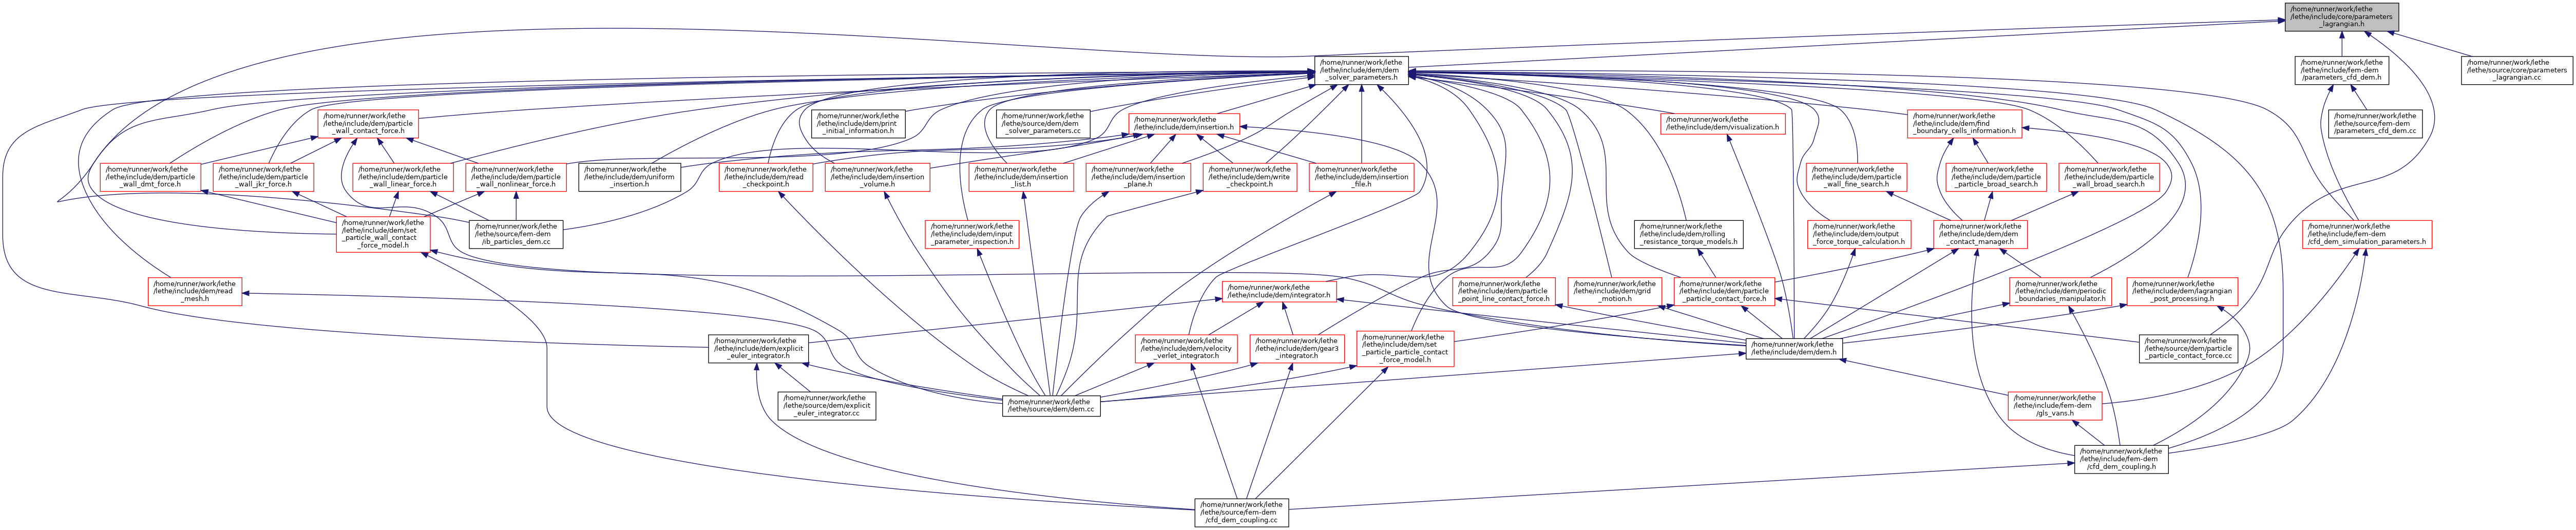 /home/runner/work/lethe
/lethe/include/core/parameters
_lagrangian.h
/home/runner/work/lethe
/lethe/include/dem/dem
_solver_parameters.h
/home/runner/work/lethe
/lethe/include/fem-dem
/parameters_cfd_dem.h
/home/runner/work/lethe
/lethe/source/core/parameters
_lagrangian.cc
/home/runner/work/lethe
/lethe/include/dem/particle
_wall_contact_force.h
/home/runner/work/lethe
/lethe/include/dem/print
_initial_information.h
/home/runner/work/lethe
/lethe/source/dem/dem
_solver_parameters.cc
/home/runner/work/lethe
/lethe/include/dem/insertion.h
/home/runner/work/lethe
/lethe/include/dem/visualization.h
/home/runner/work/lethe
/lethe/include/dem/find
_boundary_cells_information.h
/home/runner/work/lethe
/lethe/source/fem-dem
/parameters_cfd_dem.cc
/home/runner/work/lethe
/lethe/include/dem/particle
_wall_dmt_force.h
/home/runner/work/lethe
/lethe/include/dem/particle
_wall_jkr_force.h
/home/runner/work/lethe
/lethe/include/dem/particle
_wall_linear_force.h
/home/runner/work/lethe
/lethe/include/dem/particle
_wall_nonlinear_force.h
/home/runner/work/lethe
/lethe/include/dem/uniform
_insertion.h
/home/runner/work/lethe
/lethe/include/dem/read
_checkpoint.h
/home/runner/work/lethe
/lethe/include/dem/insertion
_volume.h
/home/runner/work/lethe
/lethe/include/dem/insertion
_list.h
/home/runner/work/lethe
/lethe/include/dem/insertion
_plane.h
/home/runner/work/lethe
/lethe/include/dem/write
_checkpoint.h
/home/runner/work/lethe
/lethe/include/dem/insertion
_file.h
/home/runner/work/lethe
/lethe/include/dem/particle
_wall_fine_search.h
/home/runner/work/lethe
/lethe/include/dem/particle
_particle_broad_search.h
/home/runner/work/lethe
/lethe/include/dem/particle
_wall_broad_search.h
/home/runner/work/lethe
/lethe/include/dem/set
_particle_wall_contact
_force_model.h
/home/runner/work/lethe
/lethe/source/fem-dem
/ib_particles_dem.cc
/home/runner/work/lethe
/lethe/include/dem/input
_parameter_inspection.h
/home/runner/work/lethe
/lethe/include/dem/rolling
_resistance_torque_models.h
/home/runner/work/lethe
/lethe/include/dem/output
_force_torque_calculation.h
/home/runner/work/lethe
/lethe/include/dem/dem
_contact_manager.h
/home/runner/work/lethe
/lethe/include/fem-dem
/cfd_dem_simulation_parameters.h
/home/runner/work/lethe
/lethe/include/dem/read
_mesh.h
/home/runner/work/lethe
/lethe/include/dem/integrator.h
/home/runner/work/lethe
/lethe/include/dem/particle
_point_line_contact_force.h
/home/runner/work/lethe
/lethe/include/dem/grid
_motion.h
/home/runner/work/lethe
/lethe/include/dem/particle
_particle_contact_force.h
/home/runner/work/lethe
/lethe/include/dem/periodic
_boundaries_manipulator.h
/home/runner/work/lethe
/lethe/include/dem/lagrangian
_post_processing.h
/home/runner/work/lethe
/lethe/include/dem/explicit
_euler_integrator.h
/home/runner/work/lethe
/lethe/include/dem/velocity
_verlet_integrator.h
/home/runner/work/lethe
/lethe/include/dem/gear3
_integrator.h
/home/runner/work/lethe
/lethe/include/dem/set
_particle_particle_contact
_force_model.h
/home/runner/work/lethe
/lethe/include/dem/dem.h
/home/runner/work/lethe
/lethe/source/dem/particle
_particle_contact_force.cc
/home/runner/work/lethe
/lethe/source/dem/explicit
_euler_integrator.cc
/home/runner/work/lethe
/lethe/source/dem/dem.cc
/home/runner/work/lethe
/lethe/include/fem-dem
/gls_vans.h
/home/runner/work/lethe
/lethe/include/fem-dem
/cfd_dem_coupling.h
/home/runner/work/lethe
/lethe/source/fem-dem
/cfd_dem_coupling.cc